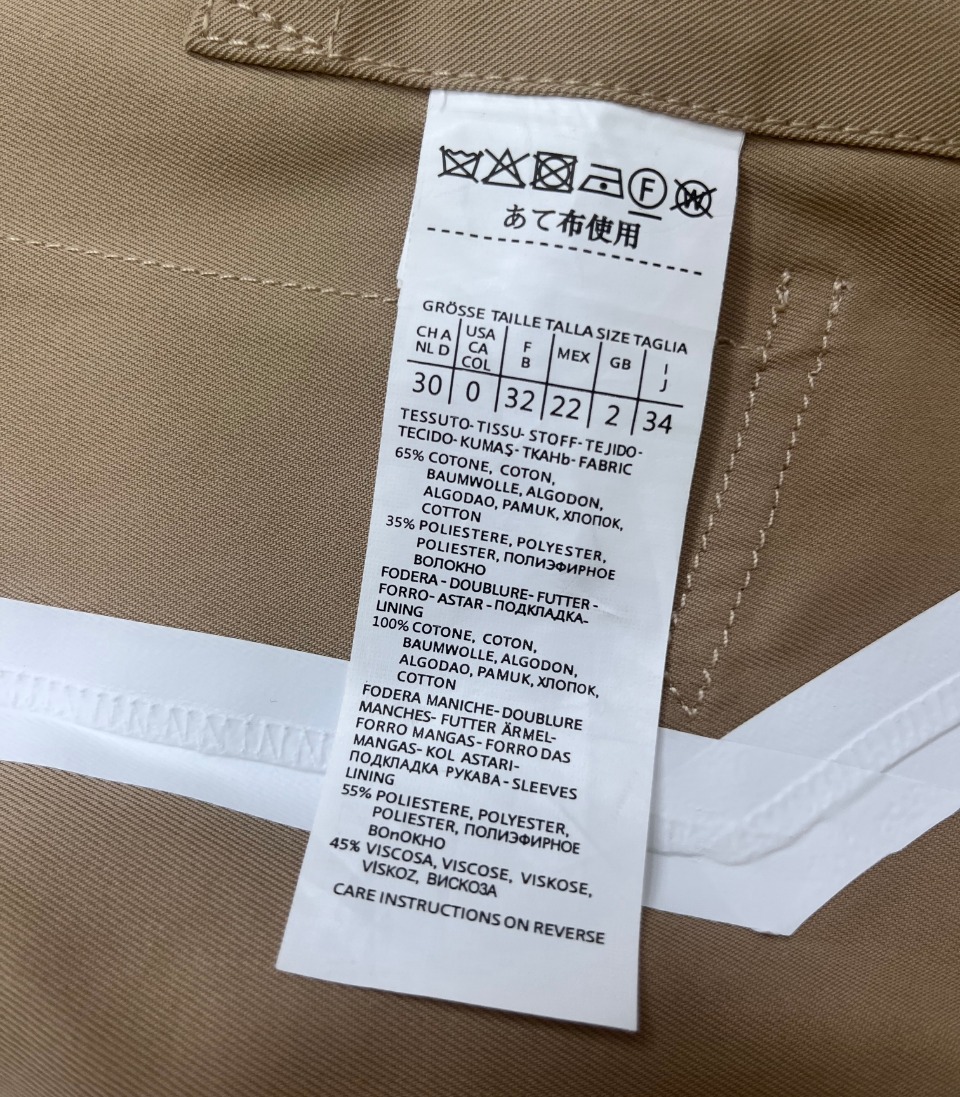 F W
あて布使用
GRÖSSE TAILLE TALLA SIZE TAGLIA
CH A NL D USA CA COL F B MEX GB I J
30 0 32 22 2 34
TESSUTO-TISSU- STOFF-TEJIDO-
TECIDO-KUMAŞ-TKAHb-FABRIC
65% COTONE, COTON,
BAUMWOLLE, ALGODON,
ALGODAO, PAMUK, ХЛОПОК,
COTTON
35% POLIESTERE, POLYESTER,
POLIESTER, ПОЛИЭФИРНОЕ
ВОЛОКНО
FODERA - DOUBLURE- FUTTER -
FORRO- ASTAR - ПОДКЛАДКА-
LINING
100% COTONE, COTON,
BAUMWOLLE, ALGODON,
ALGODAO, PAMUK, ХЛОПОК,
COTTON
FODERA MANICHE-DOUBLURE
MANCHES- FUTTER ÄRMEL-
FORRO MANGAS- FORRO DAS
MANGAS- KOL ASTARI-
ПОДКЛАДКА РУКАВА - SLEEVES
LINING
55% POLIESTERE, POLYESTER,
POLIESTER, ПОЛИЭФИРНОЕ
ВОпОКНО
45% VISCOSA, VISCOSE, VISKOSE,
VISKOZ, ВИСКОЗА
CARE INSTRUCTIONS ON REVERSE